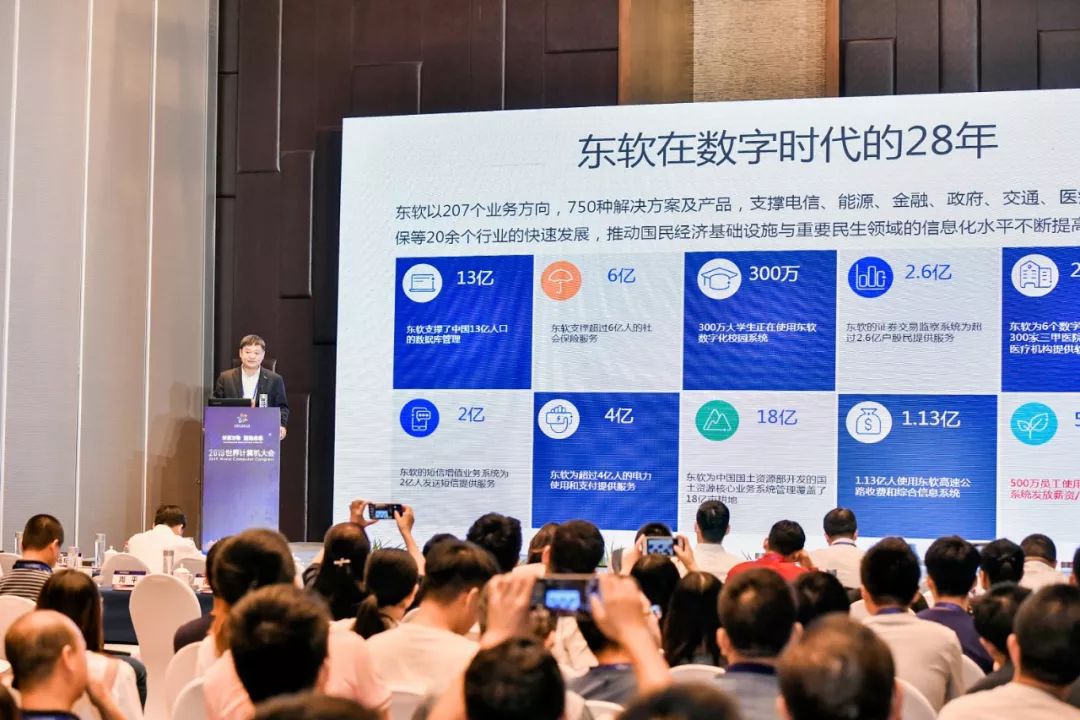 东软在数字时代的28年
东软以207个业务方向，750种解决方案及产品，支撑电信、能源、金融、政府、交通、医
保等20余个行业的快速发展，推动国民经济基础设施与重要民生领域的信息化水平不断提高
13亿
东软支撑了中国13亿人口
的数据库管理
6亿
东软支撑超过6亿人的社
会保险服务
300万
300万大学生正在使用东软
数字化校园系统
2.6亿
东软的证券交易监察系统为超
过2.6亿户股民提供服务
2
东软为6个数字
300家三甲医院
医疗机构提供软
2亿
东软的短信增值业务系统为
2亿人发送短信提供服务
4亿
东软为超过4亿人的电力
使用和支付提供服务
18亿
东软为中国国土资源部开发的国
土资源核心业务系统管理覆盖了
18亿亩耕地
1.13亿
1.13亿人使用东软高速公
路收费和综合信息系统
5
500万员工使用
系统发放薪资/
2019世界计算机大会
2019 World Computer Congress